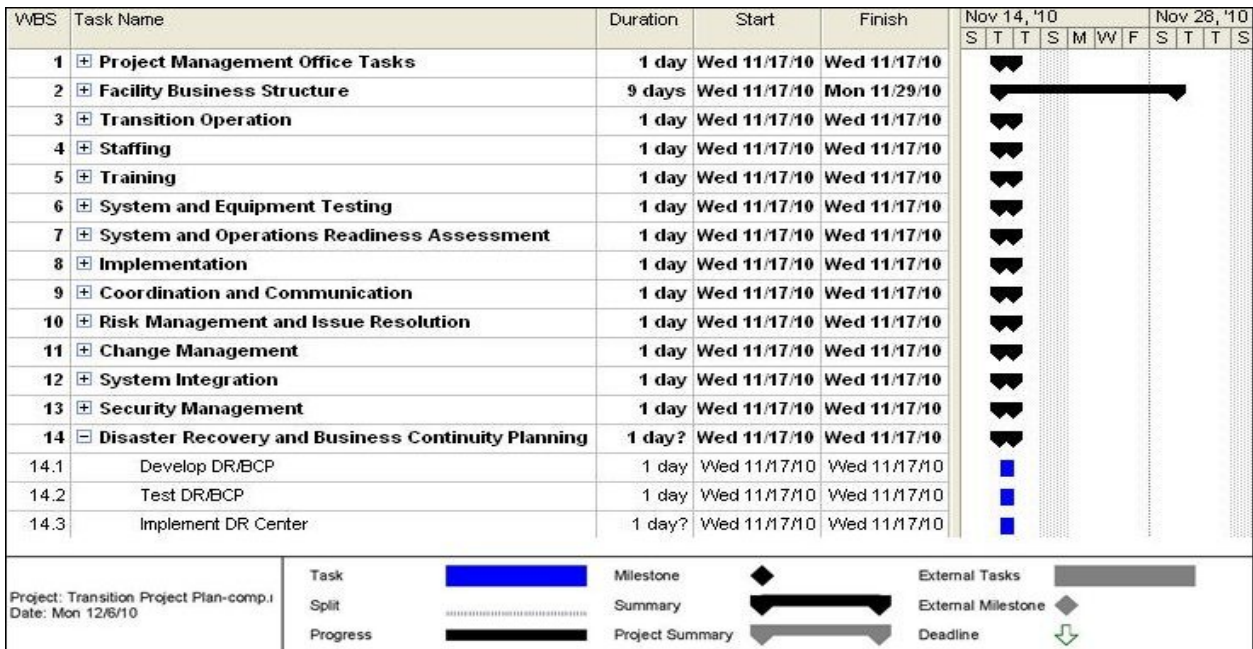 WBS Task Name Duration Start Finish Nov 14, '10 Nov 28, '10
S T T S M W F S T T S
1 Project Management Office Tasks 1 day Wed 11/17/10 Wed 11/17/10
2 Facility Business Structure 9 days Wed 11/17/10 Mon 11/29/10
3 Transition Operation 1 day Wed 11/17/10 Wed 11/17/10
4 Staffing 1 day Wed 11/17/10 Wed 11/17/10
5 Training 1 day Wed 11/17/10 Wed 11/17/10
6 System and Equipment Testing 1 day Wed 11/17/10 Wed 11/17/10
7 System and Operations Readiness Assessment 1 day Wed 11/17/10 Wed 11/17/10
8 Implementation 1 day Wed 11/17/10 Wed 11/17/10
9 Coordination and Communication 1 day Wed 11/17/10 Wed 11/17/10
10 Risk Management and Issue Resolution 1 day Wed 11/17/10 Wed 11/17/10
11 Change Management 1 day Wed 11/17/10 Wed 11/17/10
12 System Integration 1 day Wed 11/17/10 Wed 11/17/10
13 Security Management 1 day Wed 11/17/10 Wed 11/17/10
14 Disaster Recovery and Business Continuity Planning 1 day? Wed 11/17/10 Wed 11/17/10
14.1 Develop DR/BCP 1 day Wed 11/17/10 Wed 11/17/10
14.2 Test DR/BCP 1 day Wed 11/17/10 Wed 11/17/10
14.3 Implement DR Center 1 day? Wed 11/17/10 Wed 11/17/10
Project: Transition Project Plan-comp.
Date: Mon 12/6/10
Task Milestone External Tasks
Split Summary External Milestone
Progress Project Summary Deadline